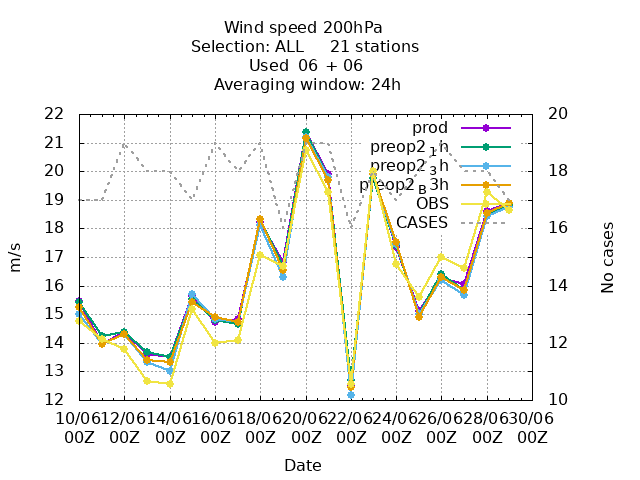 Wind speed 200hPa
Selection: ALL 21 stations
Used 06 + 06
Averaging window: 24h
22
21
20
19
18
17
16
15
14
13
12
20
18
16
14
12
10
m/s
No cases
prod
preop2_1h
preop2_3h
preop2_B3h
OBS
CASES
10/06 12/06 14/06 16/06 18/06 20/06 22/06 24/06 26/06 28/06 30/06
00Z 00Z 00Z 00Z 00Z 00Z 00Z 00Z 00Z 00Z 00Z
Date